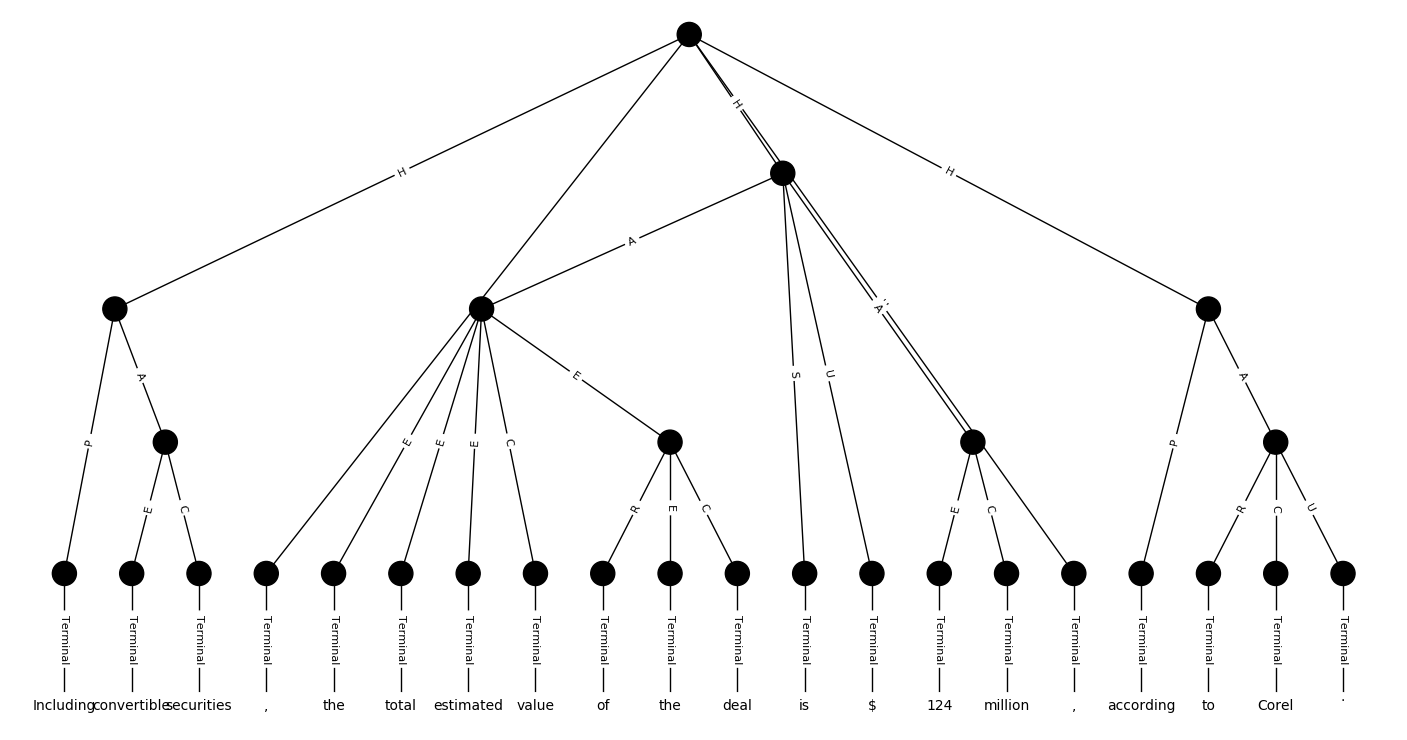 H
H
H
A
A
P
A
E
E
E
C
E
S
U
P
A
E
C
R
E
C
E
C
R
C
U
Terminal Terminal Terminal Terminal Terminal Terminal Terminal Terminal Terminal Terminal Terminal Terminal Terminal Terminal Terminal Terminal Terminal Terminal Terminal Terminal
Including convertible securities , the total estimated value of the deal is $ 124 million , according to Corel .